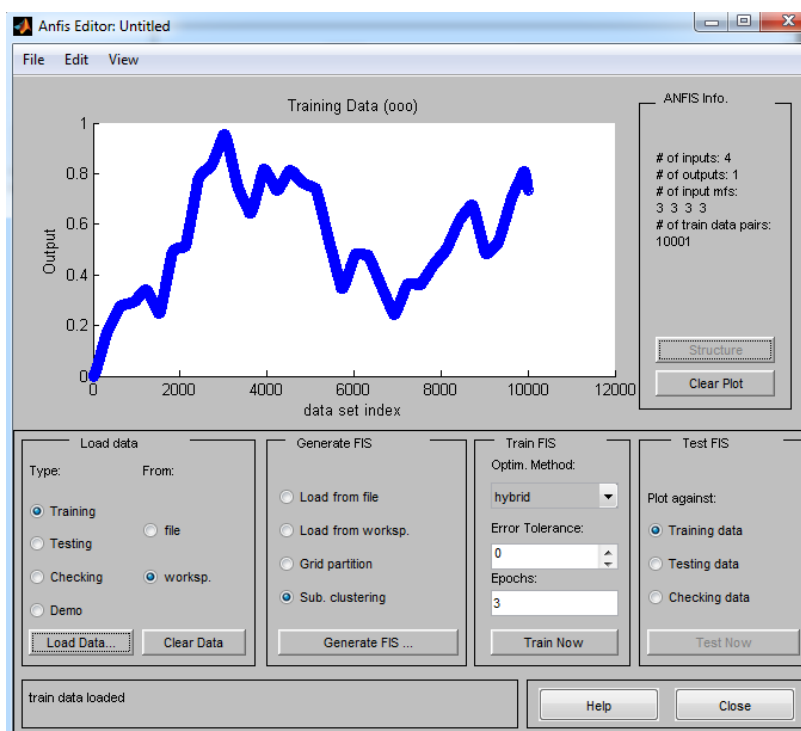 Anfis Editor: Untitled
File Edit View
Training Data (ooo)
1
0.8
0.6
0.4
0.2
0
Output
0 2000 4000 6000 8000 10000 12000
data set index
ANFIS Info.
# of inputs: 4
# of outputs: 1
# of input mfs:
3 3 3 3
# of train data pairs:
10001
Structure
Clear Plot
Load data
Type: From:
Training
file
Testing
Checking
worksp.
Demo
Load Data... Clear Data
Generate FIS
Load from file
Load from worksp.
Grid partition
Sub. clustering
Generate FIS ...
Train FIS
Optim. Method:
hybrid
Error Tolerance:
0
Epochs:
3
Train Now
Test FIS
Plot against:
Training data
Testing data
Checking data
Test Now
train data loaded
Help Close